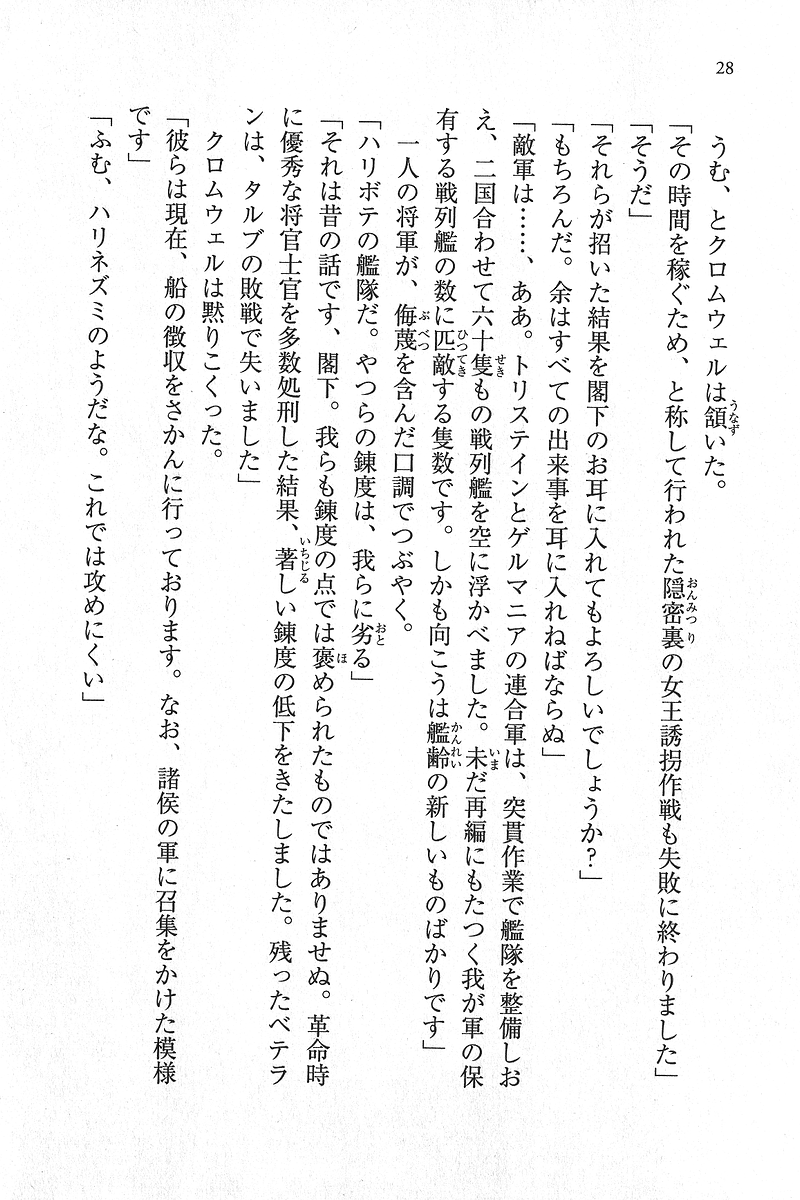 28
うむ、とクロムウェルは頷いた。
「その時間を稼ぐため、と称して行われた隠密裏の女王誘拐作戦も失敗に終わりました」
「そうだ」
「それらが招いた結果を閣下のお耳に入れてもよろしいでしょうか？」
「もちろんだ。余はすべての出来事を耳に入れねばならぬ」
「敵軍は……、ああ。トリステインとゲルマニアの連合軍は、突貫作業で艦隊を整備しお
え、二国合わせて六十隻もの戦列艦を空に浮かべました。未だ再編にもたつく我が軍の保
有する戦列艦の数に匹敵する隻数です。しかも向こうは艦齢の新しいものばかりです」
一人の将軍が、侮蔑を含んだ口調でつぶやく。
「ハリボテの艦隊だ。やつらの錬度は、我らに劣る」
「それは昔の話です、閣下。我らも錬度の点では褒められたものではありませぬ。革命時
に優秀な将官士官を多数処刑した結果、著しい錬度の低下をきたしました。残ったベテラ
ンは、タルブの敗戦で失いました」
クロムウェルは黙りこくった。
「彼らは現在、船の徴収をさかんに行っております。なお、諸侯の軍に召集をかけた模様
です」
「ふむ、ハリネズミのようだな。これでは攻めにくい」